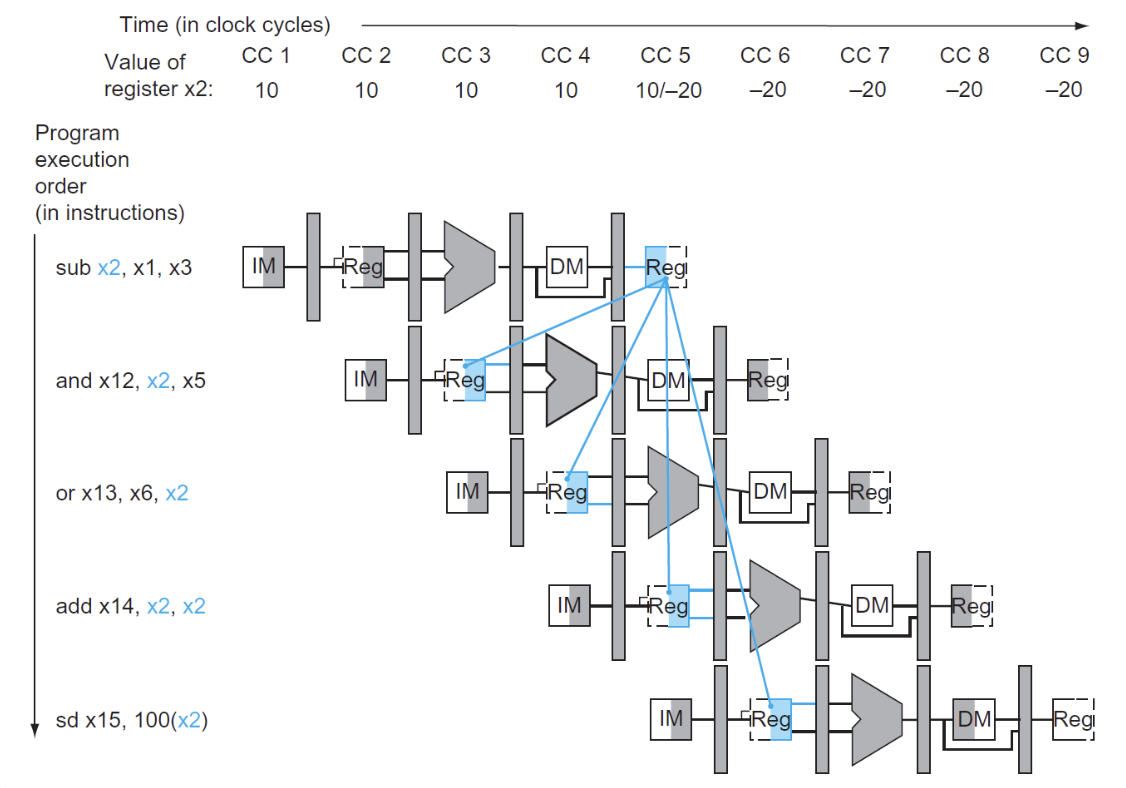 Time (in clock cycles)
CC 1 CC 2 CC 3 CC 4 CC 5 CC 6 CC 7 CC 8 CC 9
Value of
register x2: 10 10 10 10 10/–20 –20 –20 –20 –20
Program
execution
order
(in instructions)
sub x2, x1, x3 IM Reg DM Reg
and x12, x2, x5 IM Reg DM Reg
or x13, x6, x2 IM Reg DM Reg
add x14, x2, x2 IM Reg DM Reg
sd x15, 100(x2) IM Reg DM Reg